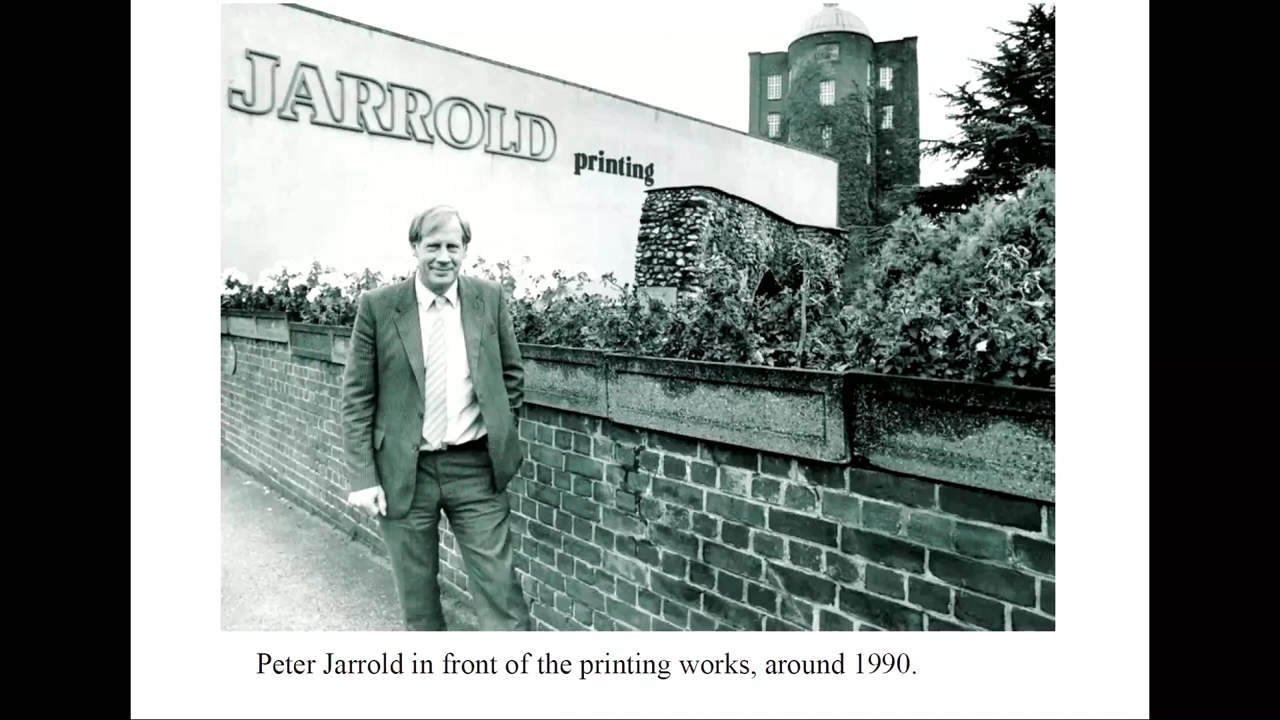 JARROLD
printing
Peter Jarrold in front of the printing works, around 1990.